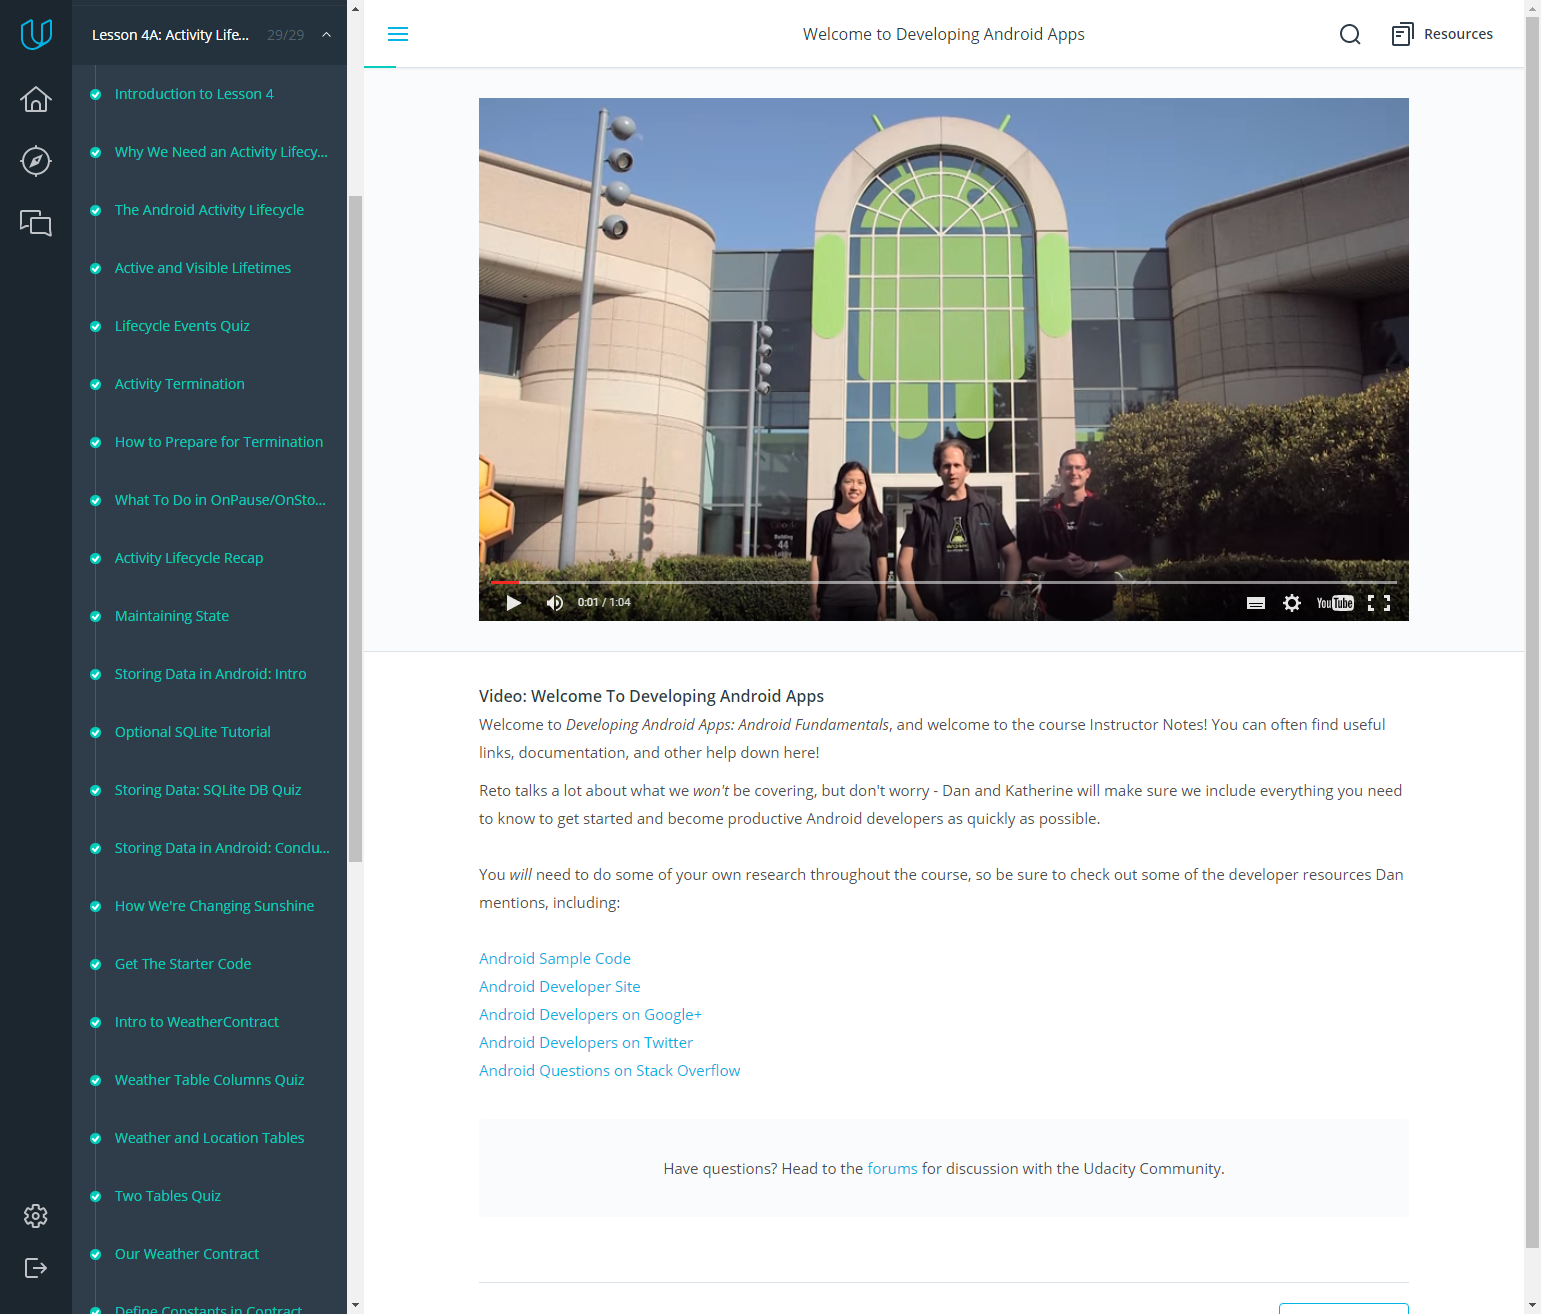 Lesson 4A: Activity Life... 29/29
Introduction to Lesson 4
Why We Need an Activity Lifecy...
The Android Activity Lifecycle
Active and Visible Lifetimes
Lifecycle Events Quiz
Activity Termination
How to Prepare for Termination
What To Do in OnPause/OnSto...
Activity Lifecycle Recap
Maintaining State
Storing Data in Android: Intro
Optional SQLite Tutorial
Storing Data: SQLite DB Quiz
Storing Data in Android: Conclu...
How We're Changing Sunshine
Get The Starter Code
Intro to WeatherContract
Weather Table Columns Quiz
Weather and Location Tables
Two Tables Quiz
Our Weather Contract
Define Constants in Contract
Welcome to Developing Android Apps
Resources
Google
Building
44
Lobby
0:01 / 1:04
YouTube
Video: Welcome To Developing Android Apps
Welcome to Developing Android Apps: Android Fundamentals, and welcome to the course Instructor Notes! You can often find useful
links, documentation, and other help down here!
Reto talks a lot about what we won't be covering, but don't worry - Dan and Katherine will make sure we include everything you need
to know to get started and become productive Android developers as quickly as possible.
You will need to do some of your own research throughout the course, so be sure to check out some of the developer resources Dan
mentions, including:
Android Sample Code
Android Developer Site
Android Developers on Google+
Android Developers on Twitter
Android Questions on Stack Overflow
Have questions? Head to the forums for discussion with the Udacity Community.